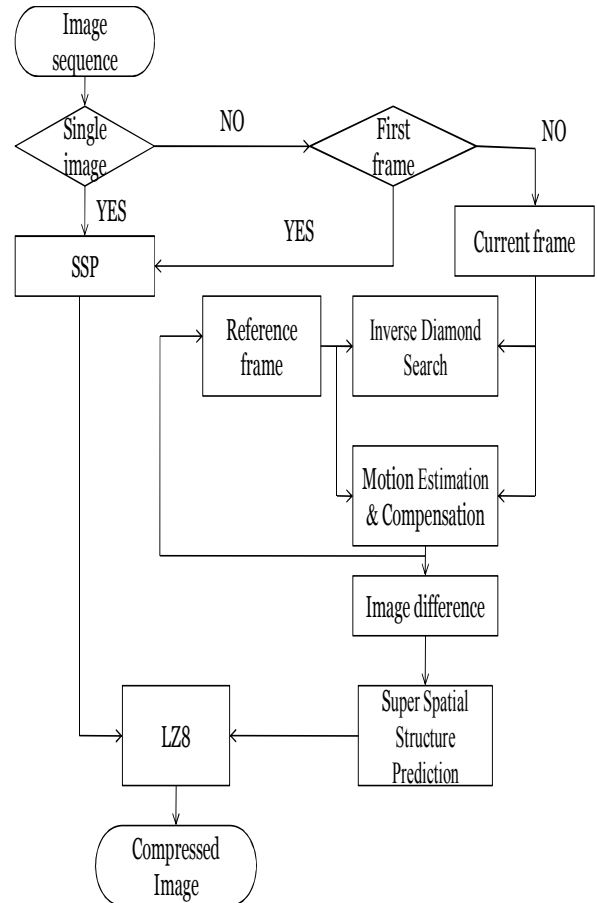 Image
sequence
Single
image
NO
First
frame
NO
YES
YES
SSP
Current frame
Reference
frame
Inverse Diamond
Search
Motion Estimation
& Compensation
Image difference
Super Spatial
Structure
Prediction
LZ8
Compressed
Image